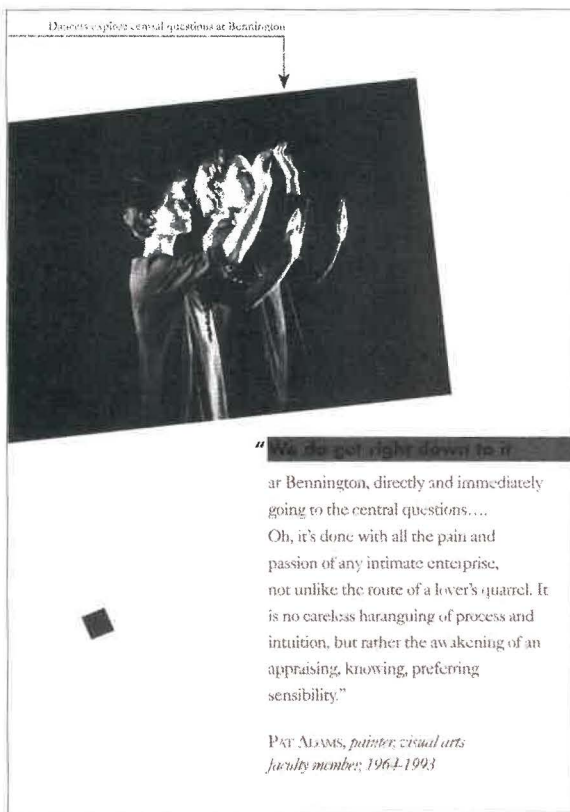 Dancers explore central questions at Bennington
"We do get right down to it
at Bennington, directly and immediately
going to the central questions....
Oh, it's done with all the pain and
passion of any intimate enterprise,
not unlike the route of a lover's quarrel. It
is no careless haranguing of process and
intuition, but rather the awakening of an
appraising, knowing, preferring
sensibility."
PAT ADAMS, painter, visual arts
faculty member, 1964-1993